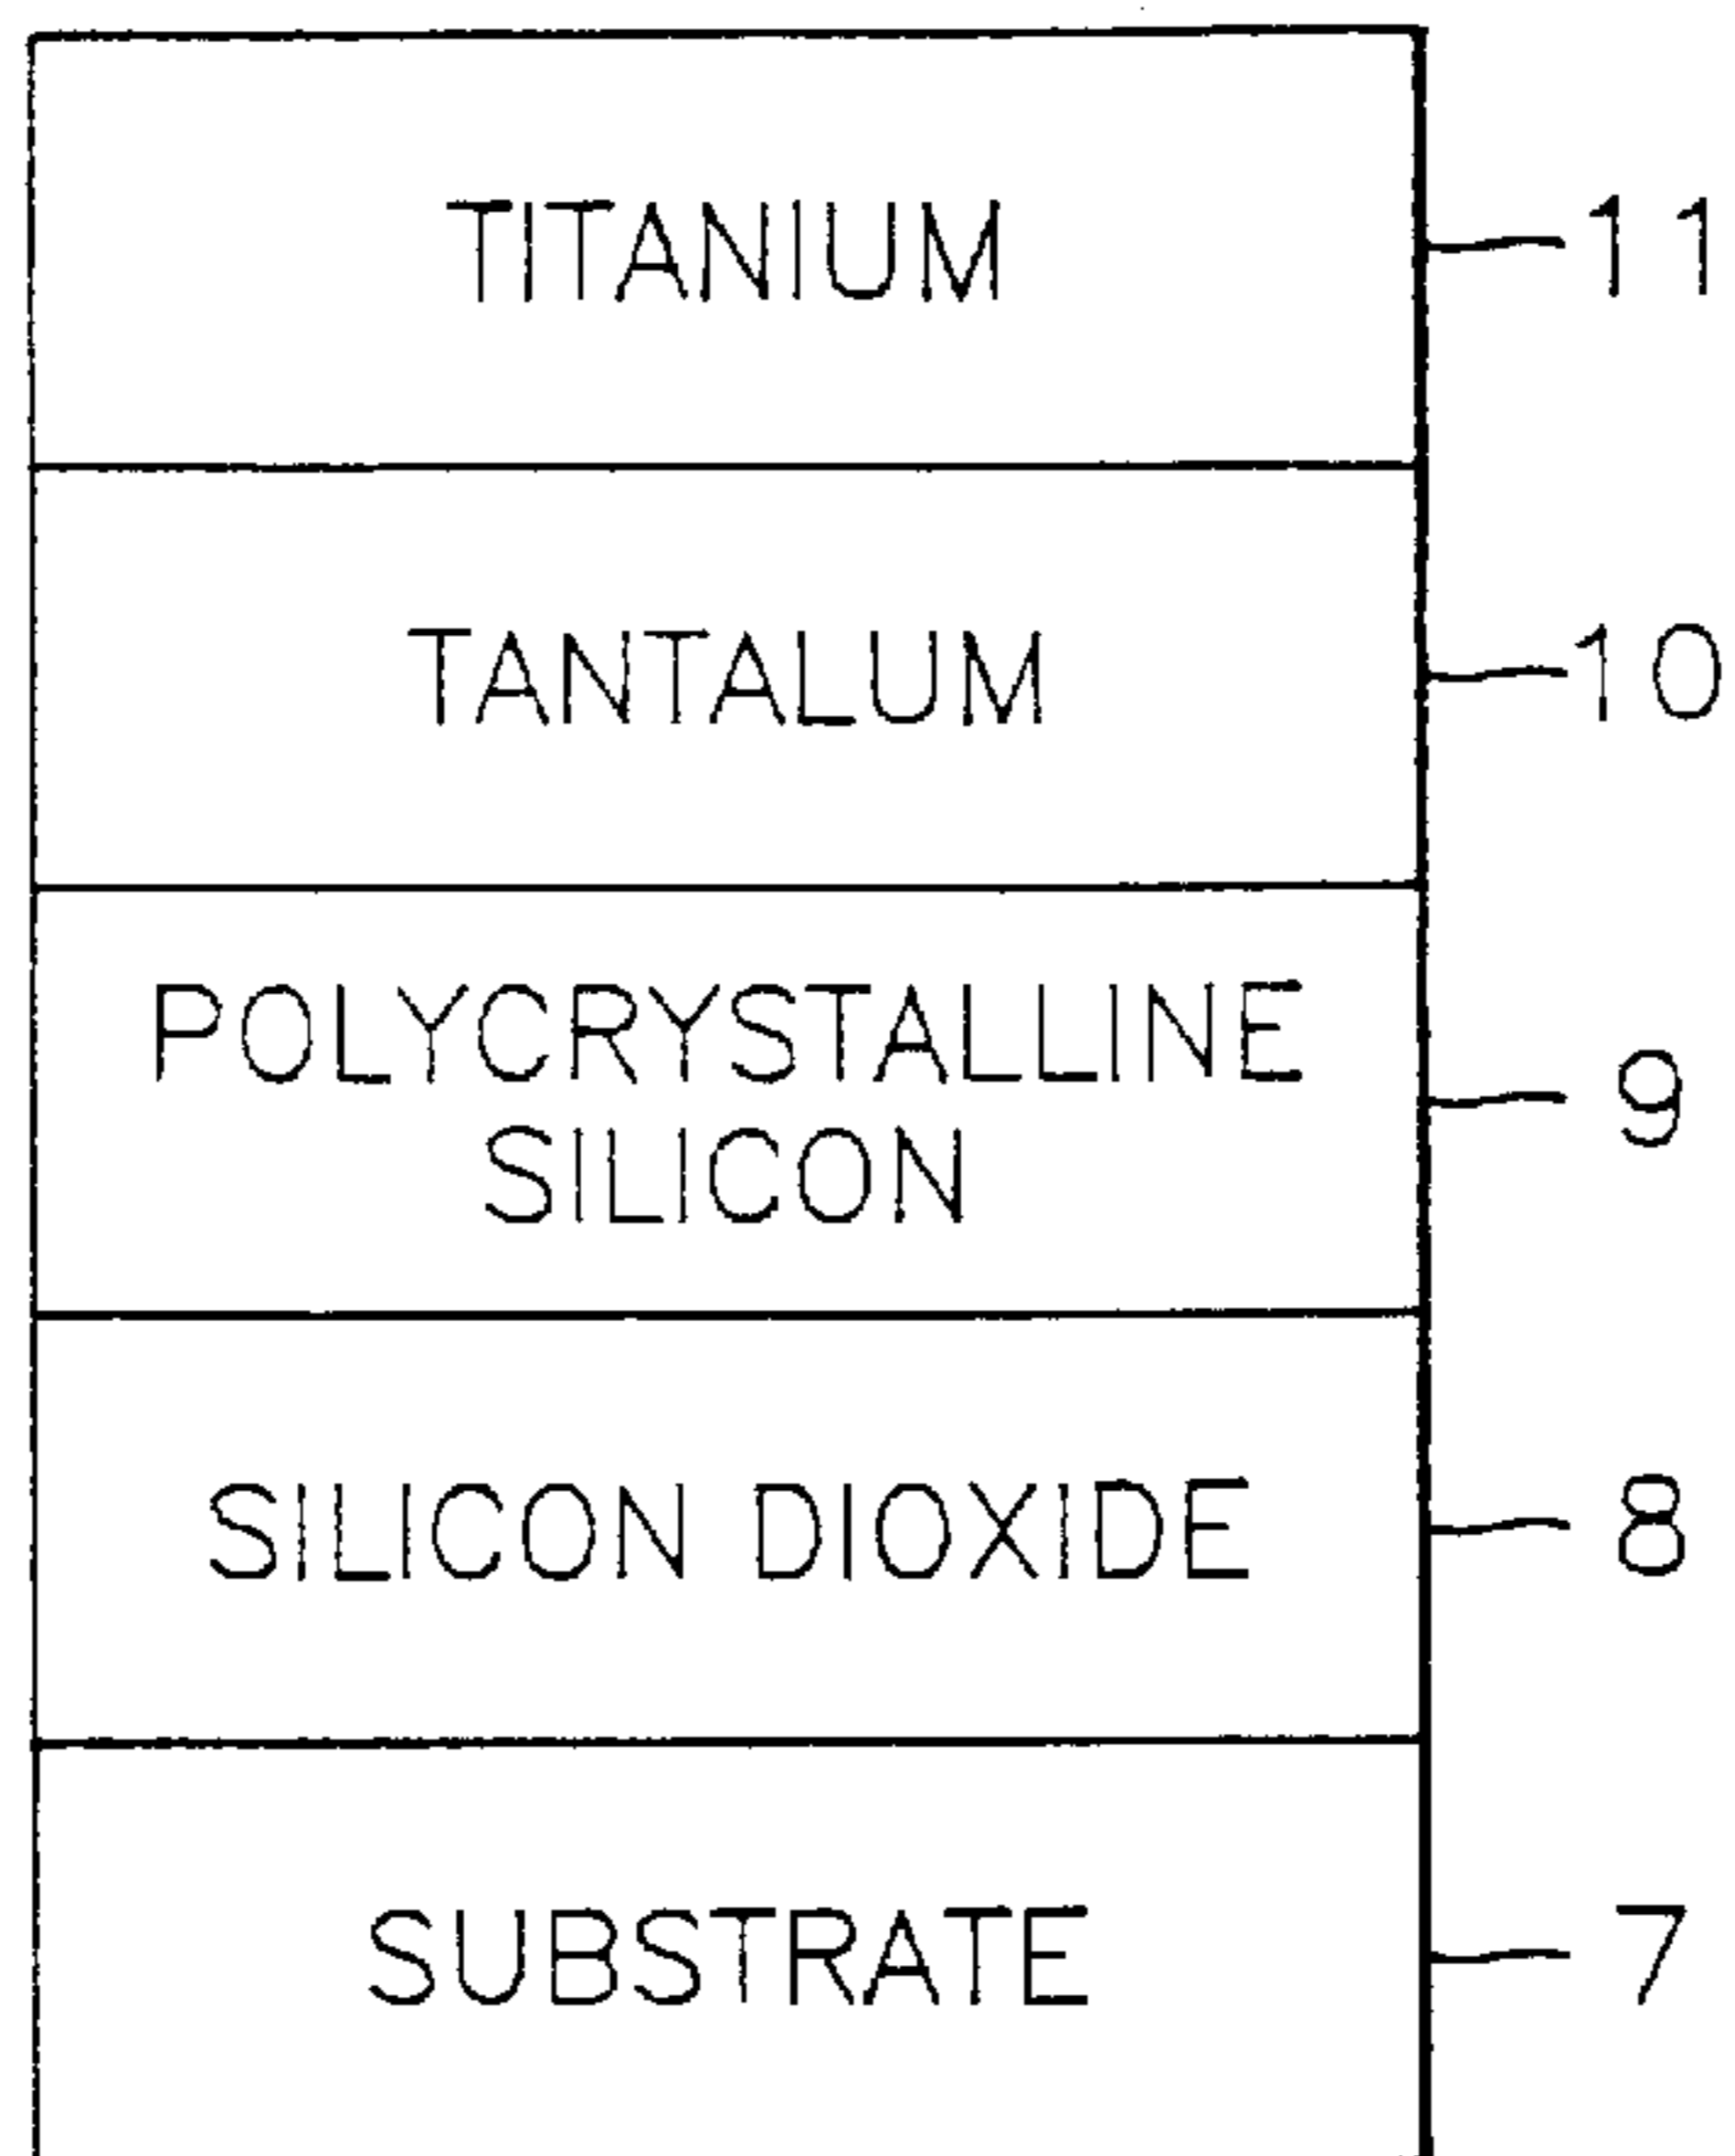 TITANIUM 11
TANTALUM 10
POLYCRYSTALLINE
SILICON 9
SILICON DIOXIDE 8
SUBSTRATE 7